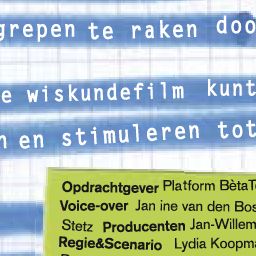 grepen te raken doo
e wiskundefilm kunt
n en stimuleren tot
Opdrachtgever Platform BètaTe
Voice-over Jan ine van den Bos
Stetz Producenten Jan-Willem
Regie&Scenario Lydia Koopma